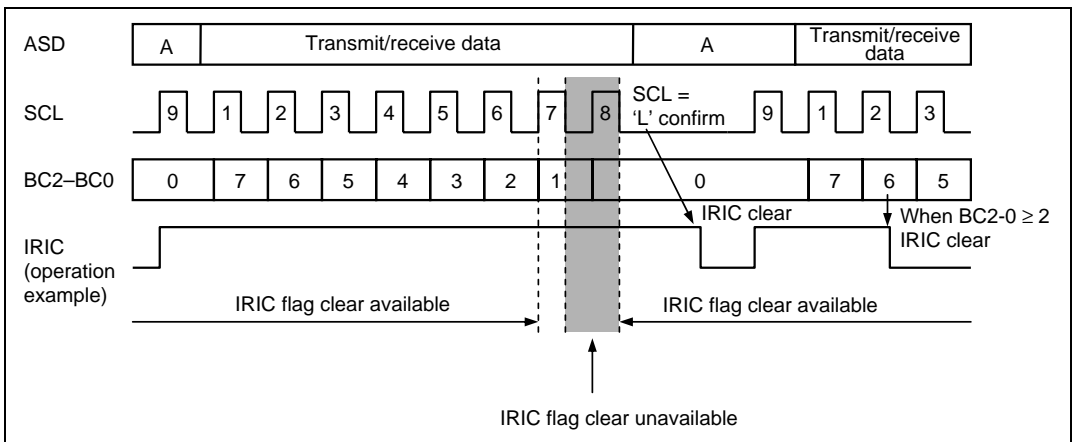 ASD
A
Transmit/receive data
A
Transmit/receive
data
SCL
9
1
2
3
4
5
6
7
8
SCL =
‘L’ confirm
9
1
2
3
BC2–BC0
0
7
6
5
4
3
2
1
0
7
6
5
IRIC
(operation
example)
IRIC clear
When BC2-0 ≥ 2
IRIC clear
IRIC flag clear available
IRIC flag clear available
IRIC flag clear unavailable